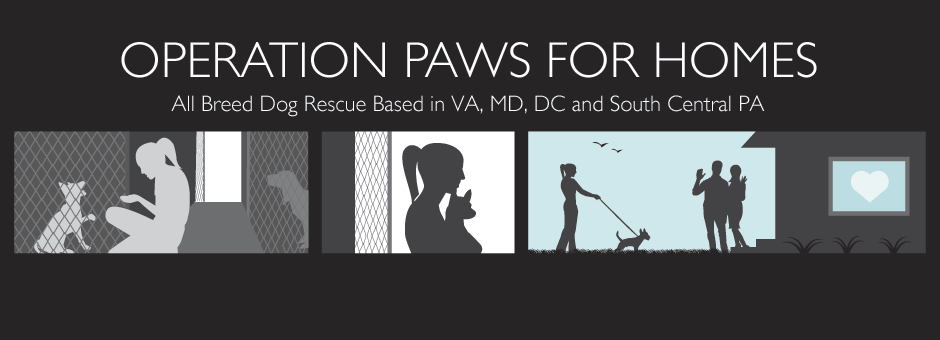 OPERATION PAWS FOR HOMES
All Breed Dog Rescue Based in VA, MD, DC and South Central PA